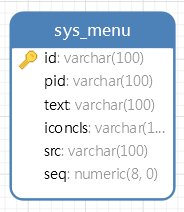 sys_menu
id: varchar(100)
pid: varchar(100)
text: varchar(100)
iconcls: varchar(1...
src: varchar(100)
seq: numeric(8, 0)